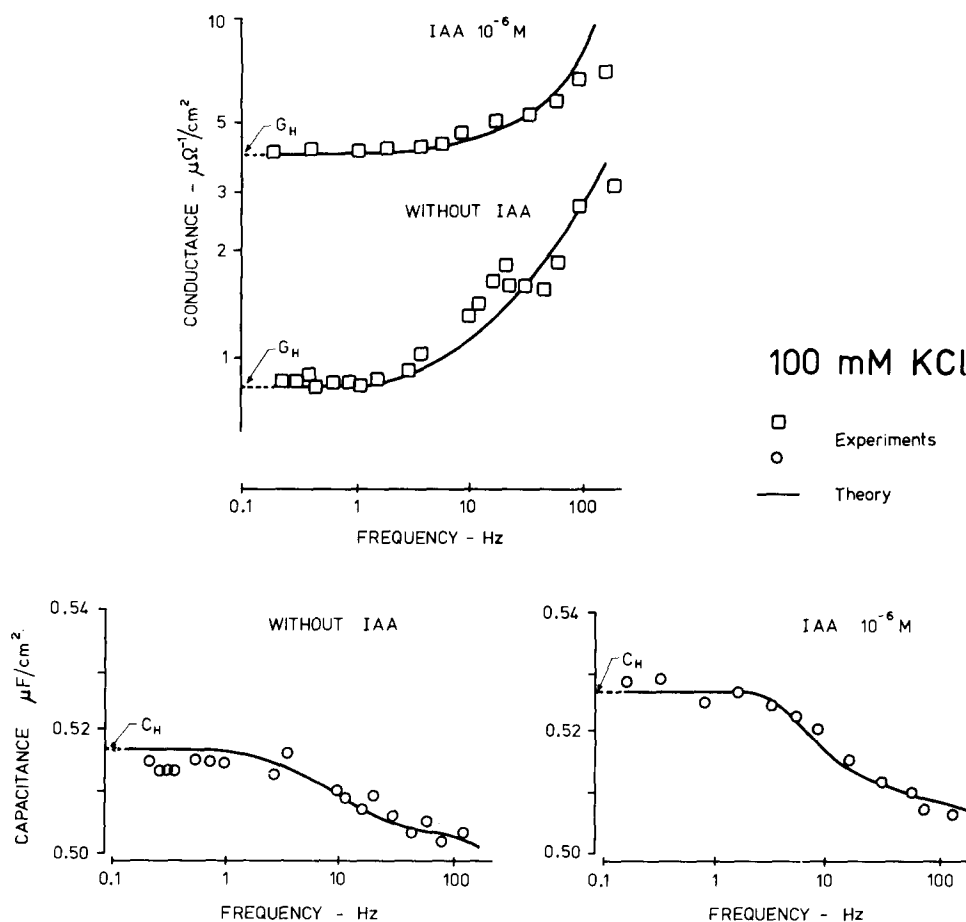 10
5
3
2
1
CONDUCTANCE - μΩ⁻¹/cm²
IAA 10⁻⁶ M
G_H
WITHOUT IAA
G_H
0.1 1 10 100
FREQUENCY - Hz
100 mM KCl
Experiments
Theory
0.54
0.52
0.50
CAPACITANCE μF/cm²
WITHOUT IAA
C_H
0.1 1 10 100
FREQUENCY - Hz
0.54
0.52
0.50
IAA 10⁻⁶ M
C_H
0.1 1 10 100
FREQUENCY - Hz